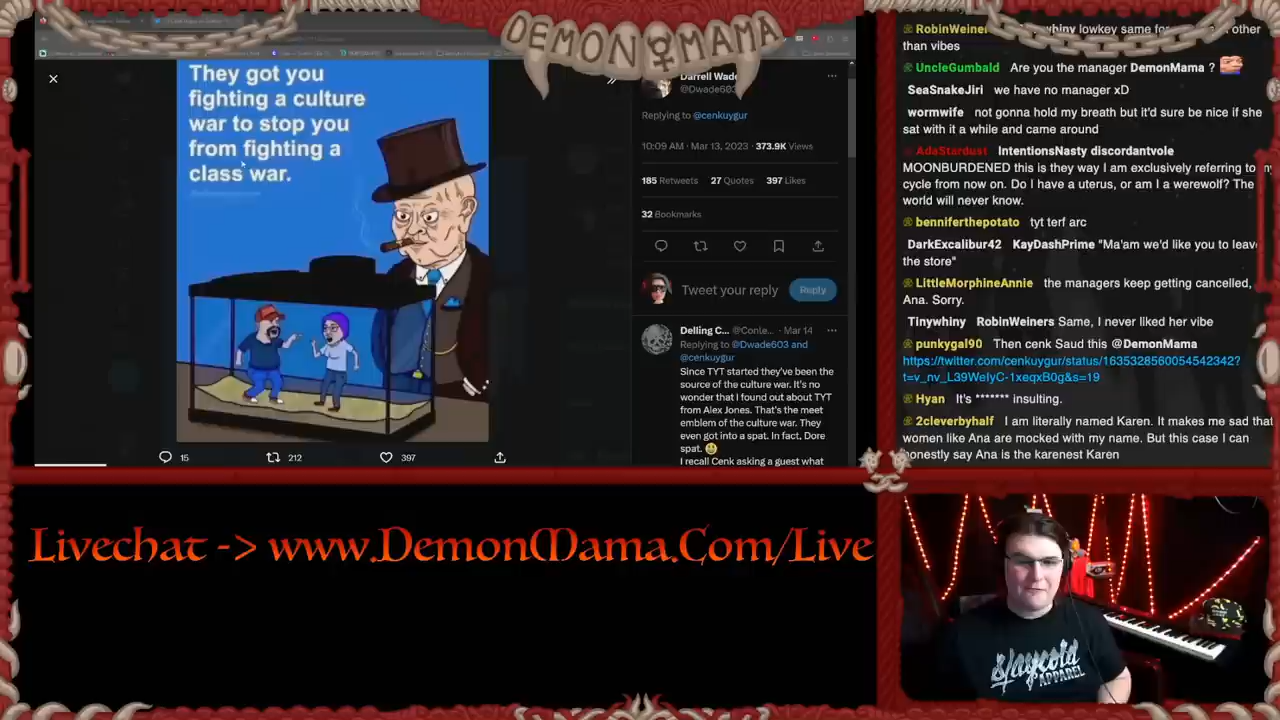 DEMON MAMA
They got you
fighting a culture
war to stop you
from fighting a
class war.
15
212
397
Darrell Wade
@Dwade603
Replying to @cenkuygur
10:09 AM · Mar 13, 2023 · 373.9K Views
185 Retweets 27 Quotes 397 Likes
32 Bookmarks
Tweet your reply
Reply
Delling C... @Conle... · Mar 14
Replying to @Dwade603 and
@cenkuygur
Since TYT started they've been the
source of the culture war. It's no
wonder that I found out about TYT
from Alex Jones. That's the meet
emblem of the culture war. They
even got into a spat. In fact, Dore
spat. 😅
I recall Cenk asking a guest what
RobinWeiner
whiny lowkey same for
other
than vibes
UncleGumbald Are you the manager DemonMama ?
SeaSnakeJiri we have no manager xD
wormwife not gonna hold my breath but it'd sure be nice if she
sat with it a while and came around
AdaStardust IntentionsNasty discordantvole
MOONBURDENED this is they way I am exclusively referring to my
cycle from now on. Do I have a uterus, or am I a werewolf? The
world will never know.
benniferthepotato tyt terf arc
DarkExcalibur42 KayDashPrime "Ma'am we'd like you to leave
the store"
LittleMorphineAnnie the managers keep getting cancelled,
Ana. Sorry.
Tinywhiny RobinWeiners Same, I never liked her vibe
punkygal90 Then cenk Saud this @DemonMama
https://twitter.com/cenkuygur/status/1635328560054542342?
t=v_nv_L39WeIyC-1xeqxB0g&s=19
Hyan It's ******* insulting.
2cleverbyhalf I am literally named Karen. It makes me sad that
women like Ana are mocked with my name. But this case I can
honestly say Ana is the karenest Karen
Livechat -> www.DemonMama.Com/Live
Staycold
APPAREL